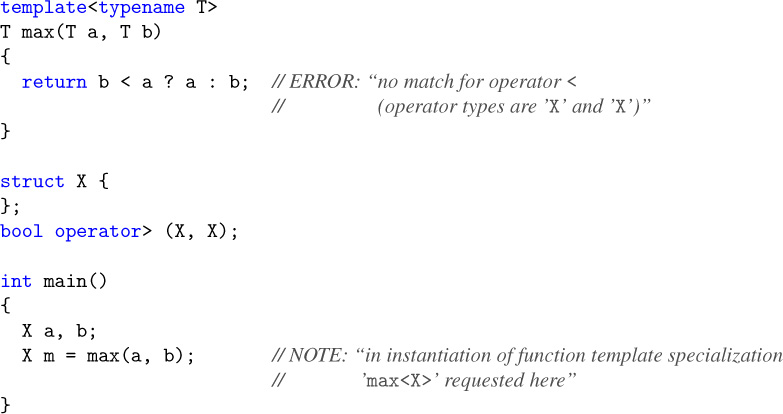 template<typename T>
T max(T a, T b)
{
  return b < a ? a : b;  // ERROR: “no match for operator <
                         //        (operator types are ’X’ and ’X’)”
}
struct X {
};
bool operator> (X, X);
int main()
{
  X a, b;
  X m = max(a, b);       // NOTE: “in instantiation of function template specialization
                         //       ’max<X>’ requested here”
}